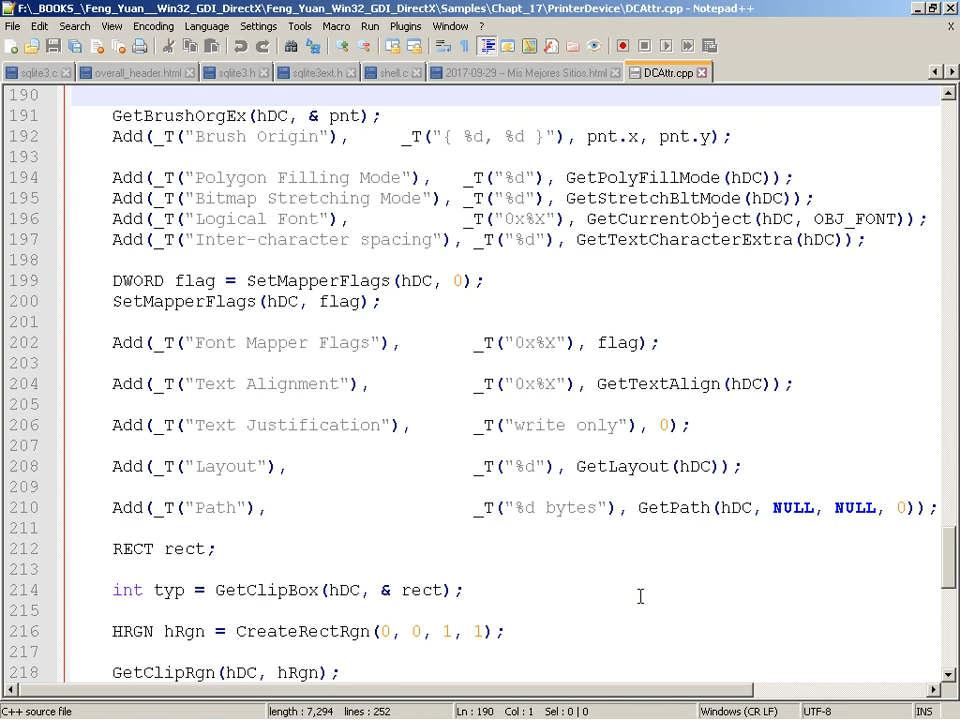 F:\_BOOKS_\Feng_Yuan__Win32_GDI_DirectX\Feng_Yuan_Win32_GDI_DirectX\Samples\Chapt_17\PrinterDevice\DCAttr.cpp - Notepad++
File Edit Search View Encoding Language Settings Tools Macro Run Plugins Window ? X
sqlite3.c overall_header.html sqlite3.h sqlite3ext.h shell.c 2017-09-29 -- Mis Mejores Sitios.html DCAttr.cpp
190
191 GetBrushOrgEx(hDC, & pnt);
192 Add(_T("Brush Origin"), _T("{ %d, %d }"), pnt.x, pnt.y);
193
194 Add(_T("Polygon Filling Mode"), _T("%d"), GetPolyFillMode(hDC));
195 Add(_T("Bitmap Stretching Mode"), _T("%d"), GetStretchBltMode(hDC));
196 Add(_T("Logical Font"), _T("0x%X"), GetCurrentObject(hDC, OBJ_FONT));
197 Add(_T("Inter-character spacing"), _T("%d"), GetTextCharacterExtra(hDC));
198
199 DWORD flag = SetMapperFlags(hDC, 0);
200 SetMapperFlags(hDC, flag);
201
202 Add(_T("Font Mapper Flags"), _T("0x%X"), flag);
203
204 Add(_T("Text Alignment"), _T("0x%X"), GetTextAlign(hDC));
205
206 Add(_T("Text Justification"), _T("write only"), 0);
207
208 Add(_T("Layout"), _T("%d"), GetLayout(hDC));
209
210 Add(_T("Path"), _T("%d bytes"), GetPath(hDC, NULL, NULL, 0));
211
212 RECT rect;
213
214 int typ = GetClipBox(hDC, & rect);
215
216 HRGN hRgn = CreateRectRgn(0, 0, 1, 1);
217
218 GetClipRgn(hDC, hRgn);
C++ source file length : 7,294 lines : 252 Ln : 190 Col : 1 Sel : 0 | 0 Windows (CR LF) UTF-8 INS